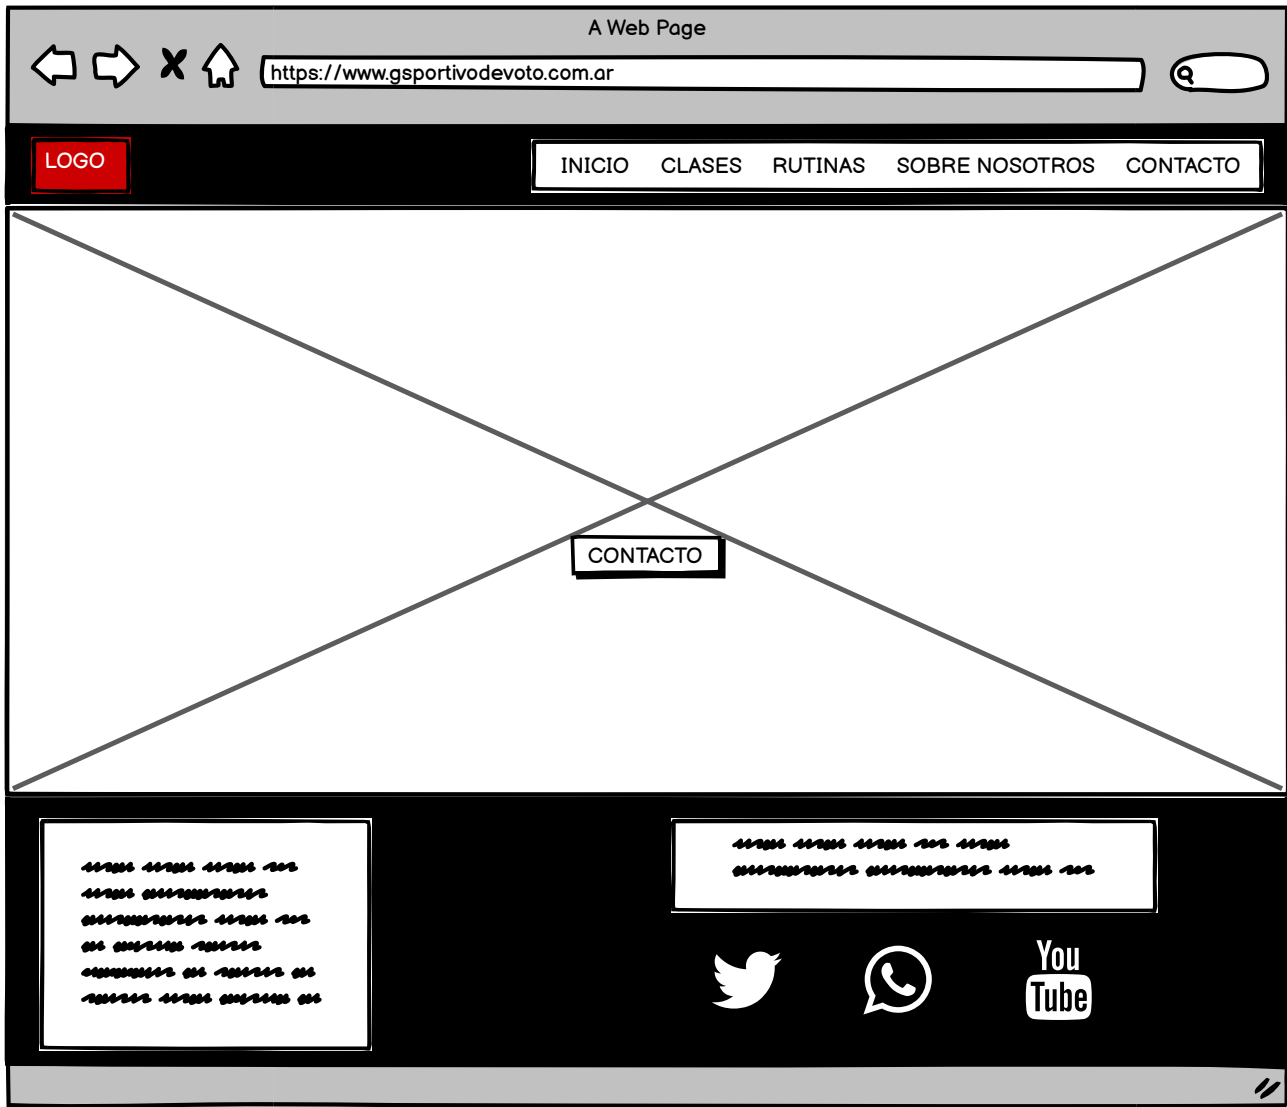 A Web Page
https://www.gsportivodevoto.com.ar
LOGO
INICIO CLASES RUTINAS SOBRE NOSOTROS CONTACTO
CONTACTO
You
Tube